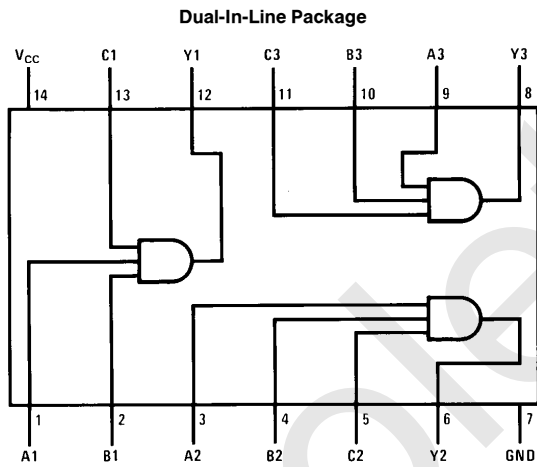 Dual-In-Line Package
VCC C1 Y1 C3 B3 A3 Y3
14 13 12 11 10 9 8
1 2 3 4 5 6 7
A1 B1 A2 B2 C2 Y2 GND